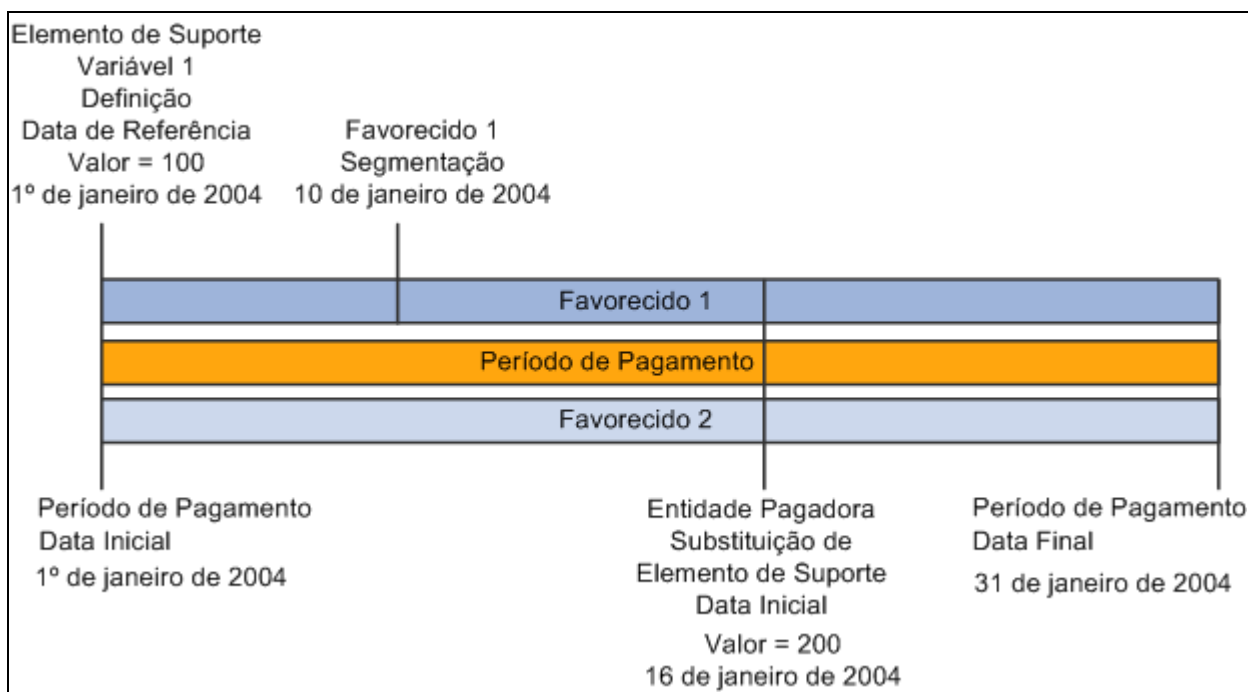 Elemento de Suporte
Variável 1
Definição
Data de Referência
Valor = 100
1º de janeiro de 2004
Favorecido 1
Segmentação
10 de janeiro de 2004
Favorecido 1
Período de Pagamento
Favorecido 2
Período de Pagamento
Data Inicial
1º de janeiro de 2004
Entidade Pagadora
Substituição de
Elemento de Suporte
Data Inicial
Valor = 200
16 de janeiro de 2004
Período de Pagamento
Data Final
31 de janeiro de 2004